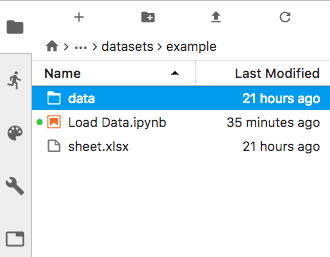 … › datasets › example
Name Last Modified
data 21 hours ago
Load Data.ipynb 35 minutes ago
sheet.xlsx 21 hours ago